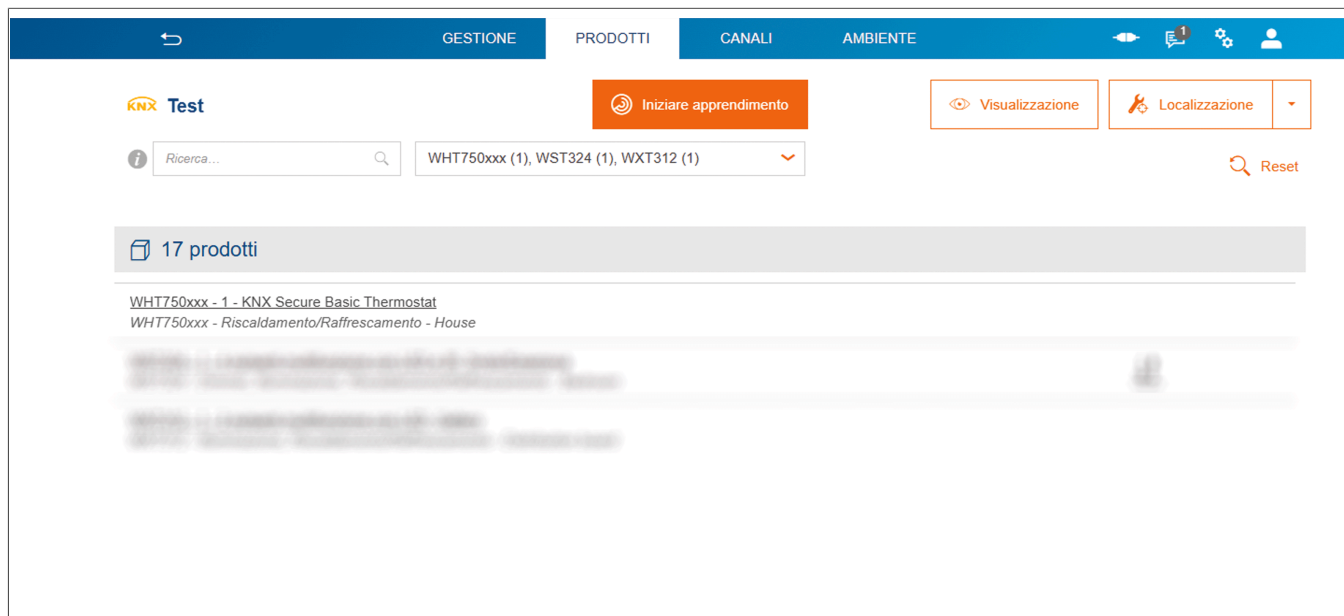 GESTIONE PRODOTTI CANALI AMBIENTE 1
KNX Test Iniziare apprendimento Visualizzazione Localizzazione
i Ricerca... WHT750xxx (1), WST324 (1), WXT312 (1) Reset
17 prodotti
WHT750xxx - 1 - KNX Secure Basic Thermostat
WHT750xxx - Riscaldamento/Raffrescamento - House